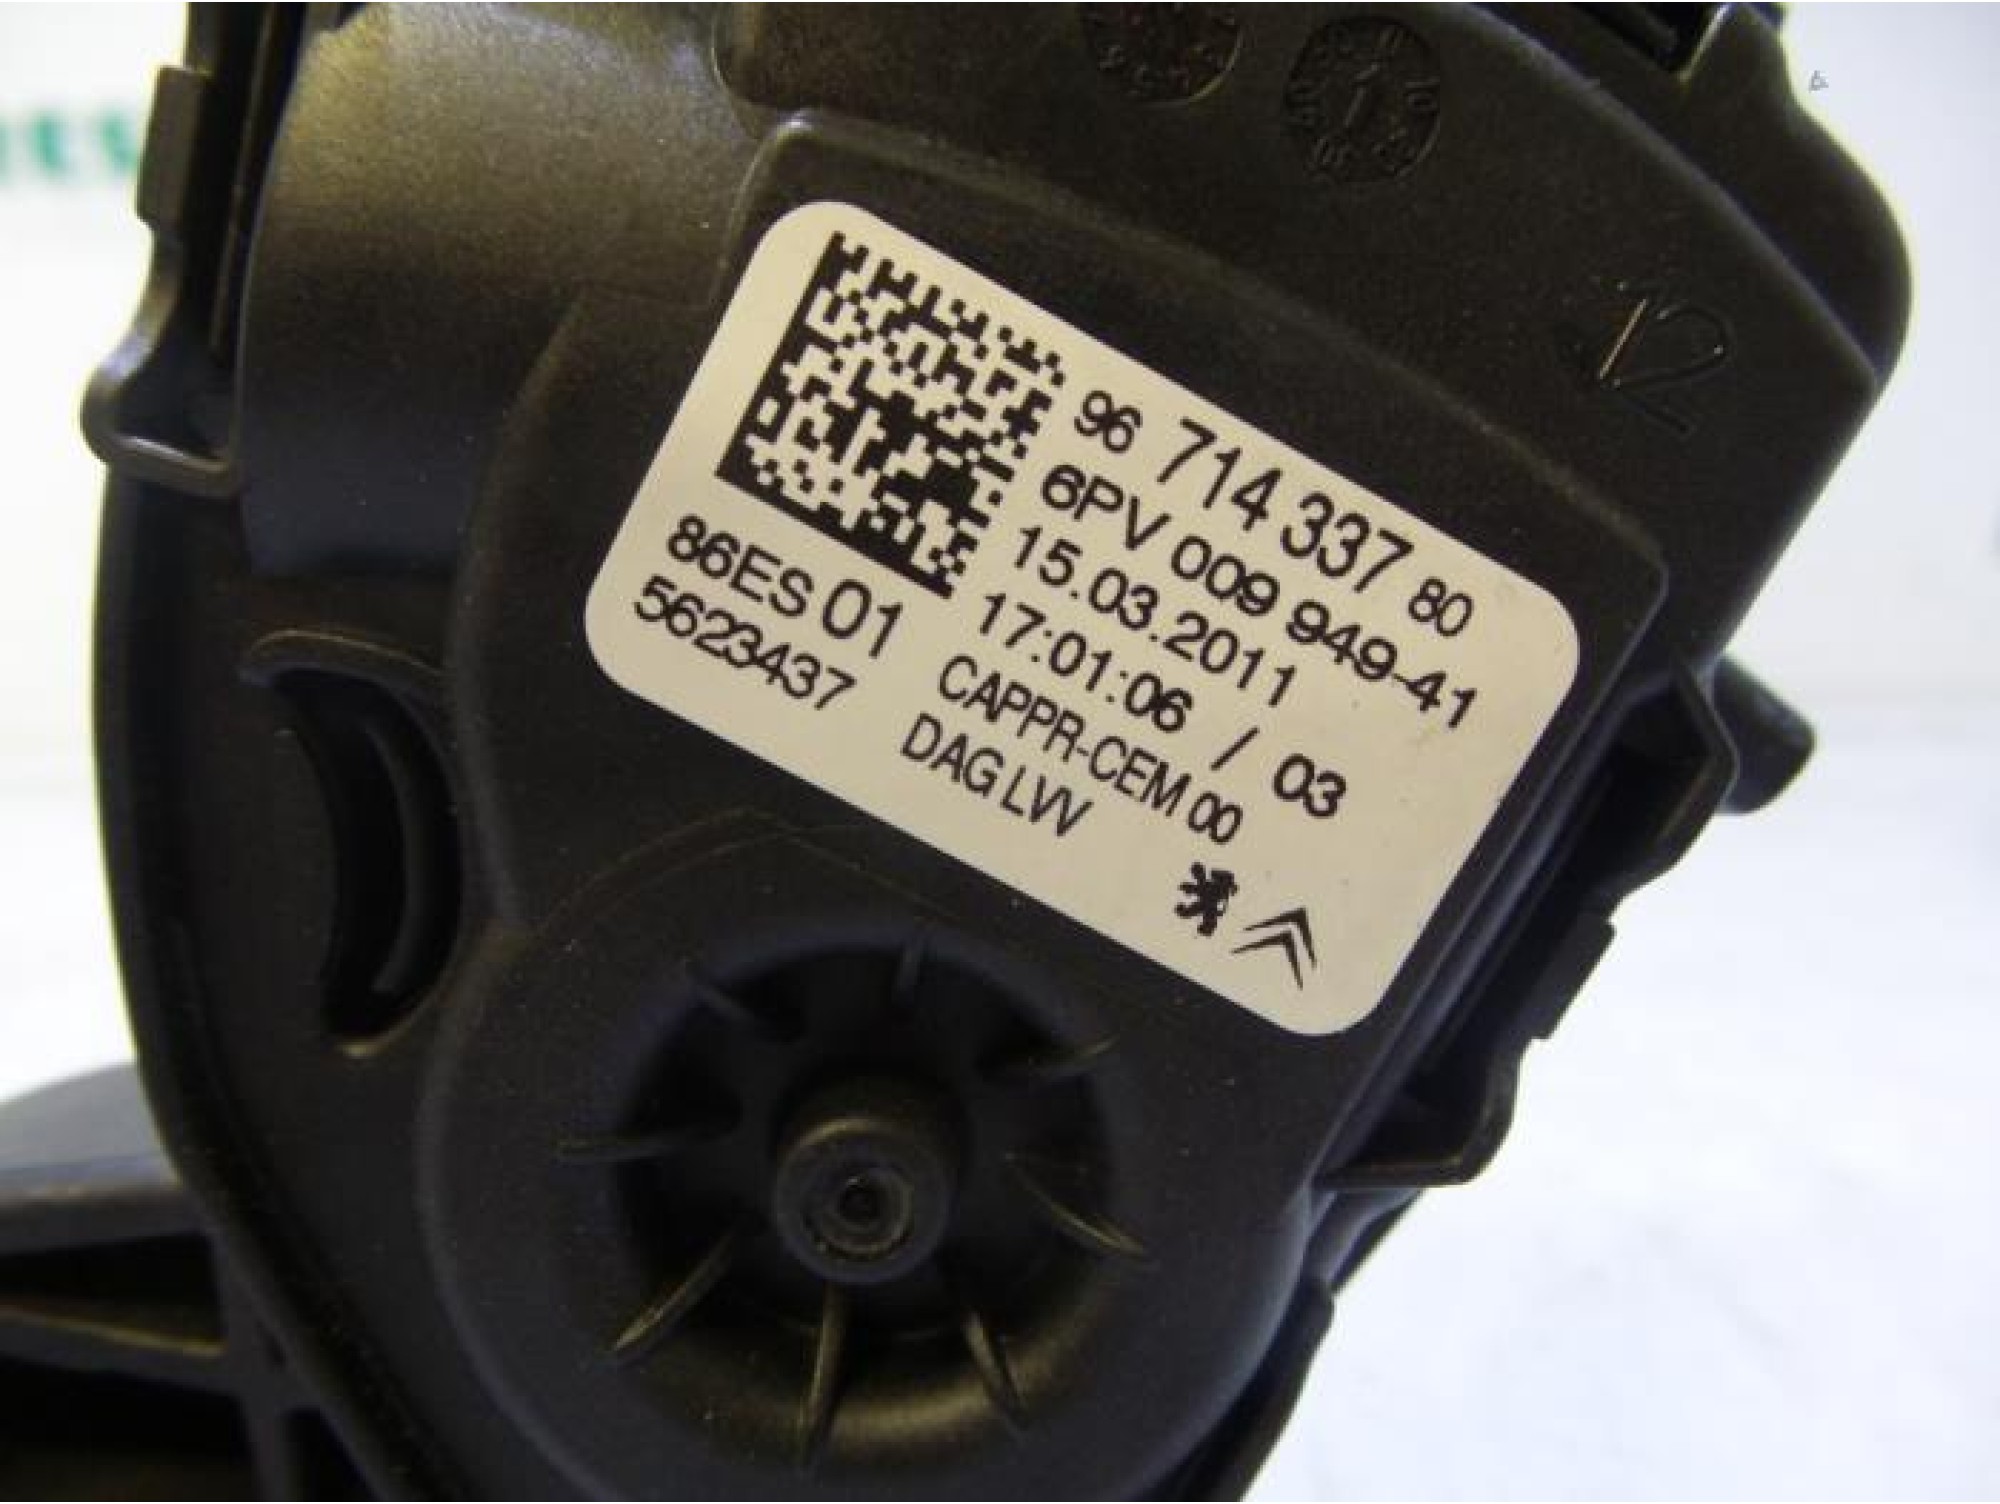 96 714 337 80
6PV 009 949-41
15.03.2011
17:01:06 / 03
CAPPR-CEM 00
DAG LVV
86ES 01
5623437
12